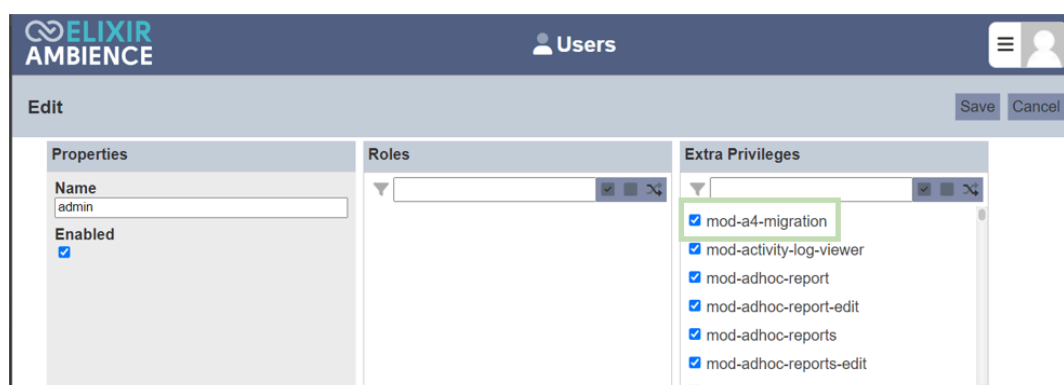 ELIXIR
AMBIENCE
Users
Edit
Save Cancel
Properties
Name
admin
Enabled
Roles
Extra Privileges
mod-a4-migration
mod-activity-log-viewer
mod-adhoc-report
mod-adhoc-report-edit
mod-adhoc-reports
mod-adhoc-reports-edit